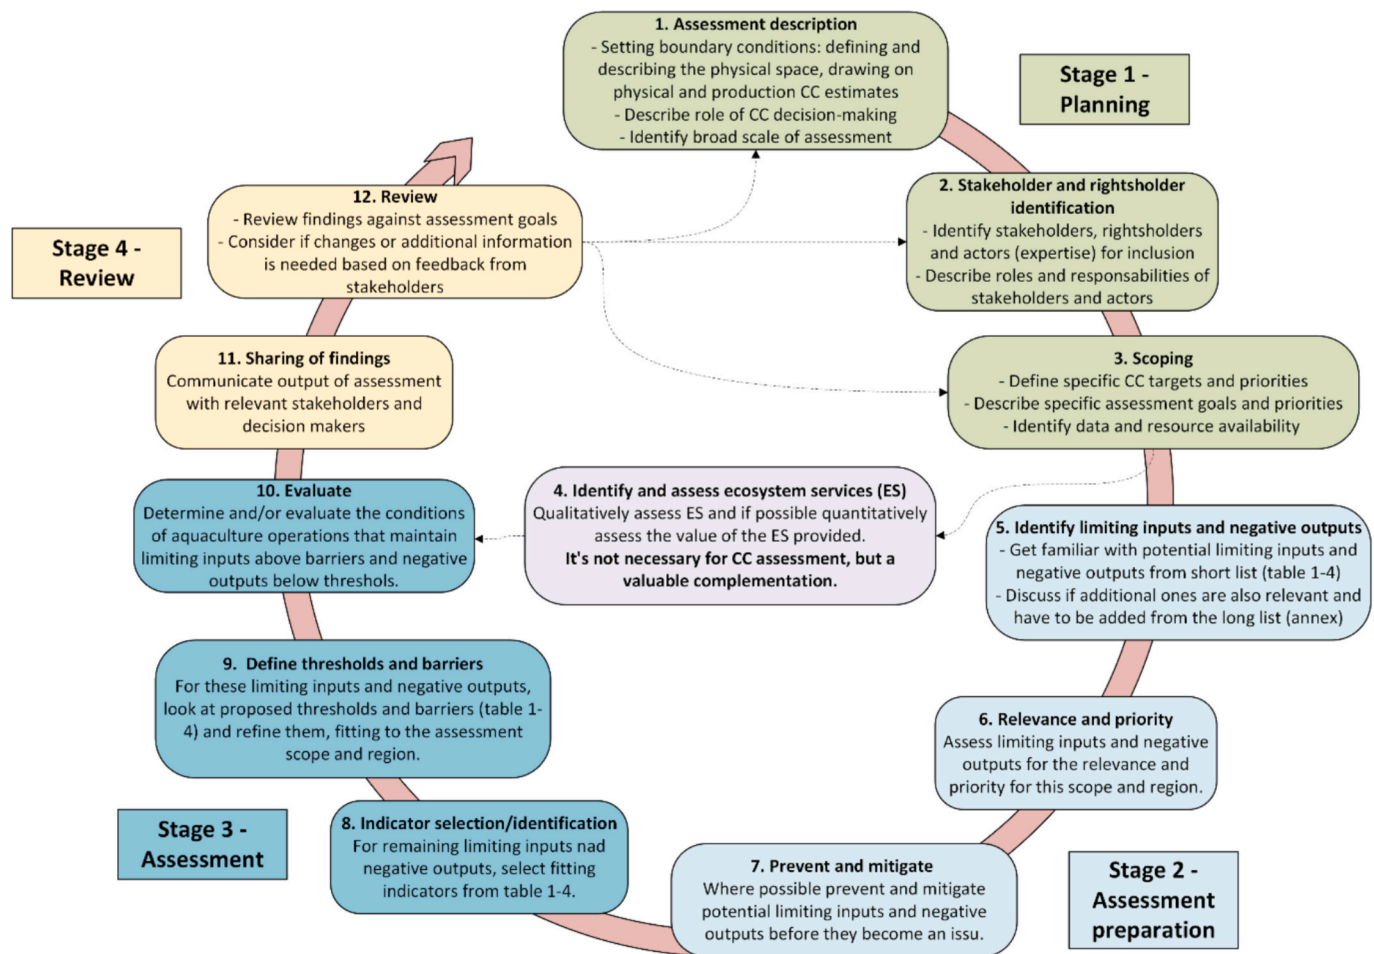 1. Assessment description
- Setting boundary conditions: defining and
describing the physical space, drawing on
physical and production CC estimates
- Describe role of CC decision-making
- Identify broad scale of assessment
Stage 1 -
Planning
2. Stakeholder and rightsholder
identification
- Identify stakeholders, rightsholders
and actors (expertise) for inclusion
- Describe roles and responsabilities of
stakeholders and actors
3. Scoping
- Define specific CC targets and priorities
- Describe specific assessment goals and priorities
- Identify data and resource availability
4. Identify and assess ecosystem services (ES)
Qualitatively assess ES and if possible quantitatively
assess the value of the ES provided.
It's not necessary for CC assessment, but a
valuable complementation.
5. Identify limiting inputs and negative outputs
- Get familiar with potential limiting inputs and
negative outputs from short list (table 1-4)
- Discuss if additional ones are also relevant and
have to be added from the long list (annex)
6. Relevance and priority
Assess limiting inputs and negative
outputs for the relevance and
priority for this scope and region.
7. Prevent and mitigate
Where possible prevent and mitigate
potential limiting inputs and negative
outputs before they become an issu.
Stage 2 -
Assessment
preparation
8. Indicator selection/identification
For remaining limiting inputs nad
negative outputs, select fitting
indicators from table 1-4.
Stage 3 -
Assessment
9. Define thresholds and barriers
For these limiting inputs and negative outputs,
look at proposed thresholds and barriers (table 1-
4) and refine them, fitting to the assessment
scope and region.
10. Evaluate
Determine and/or evaluate the conditions
of aquaculture operations that maintain
limiting inputs above barriers and negative
outputs below threshols.
11. Sharing of findings
Communicate output of assessment
with relevant stakeholders and
decision makers
12. Review
- Review findings against assessment goals
- Consider if changes or additional information
is needed based on feedback from
stakeholders
Stage 4 -
Review